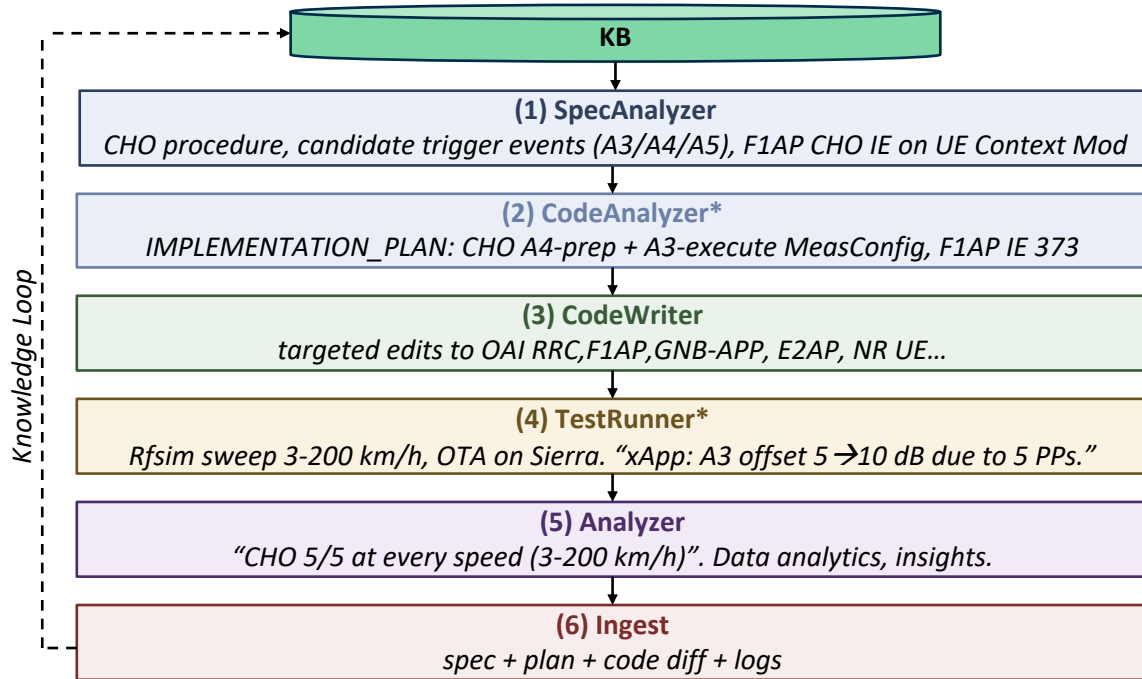 KB
(1) SpecAnalyzer
CHO procedure, candidate trigger events (A3/A4/A5), F1AP CHO IE on UE Context Mod
(2) CodeAnalyzer*
IMPLEMENTATION_PLAN: CHO A4-prep + A3-execute MeasConfig, F1AP IE 373
(3) CodeWriter
targeted edits to OAI RRC,F1AP,GNB-APP, E2AP, NR UE...
(4) TestRunner*
Rfsim sweep 3-200 km/h, OTA on Sierra. “xApp: A3 offset 5→10 dB due to 5 PPs.”
(5) Analyzer
“CHO 5/5 at every speed (3-200 km/h)”. Data analytics, insights.
(6) Ingest
spec + plan + code diff + logs
Knowledge Loop